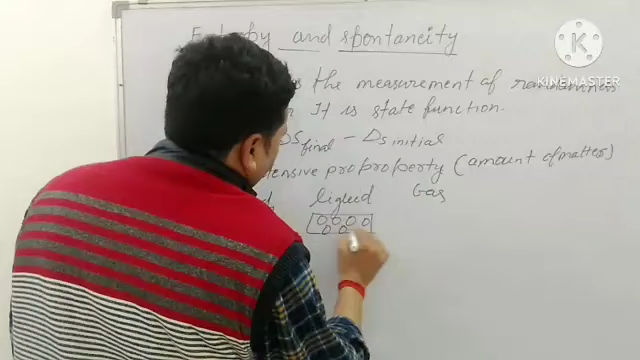 and spontaneity
the measurement of randomness
It is state function.
S final - Δs initial
tensive proproperty (amount of matter)
liquid Gas
K
KINEMASTER